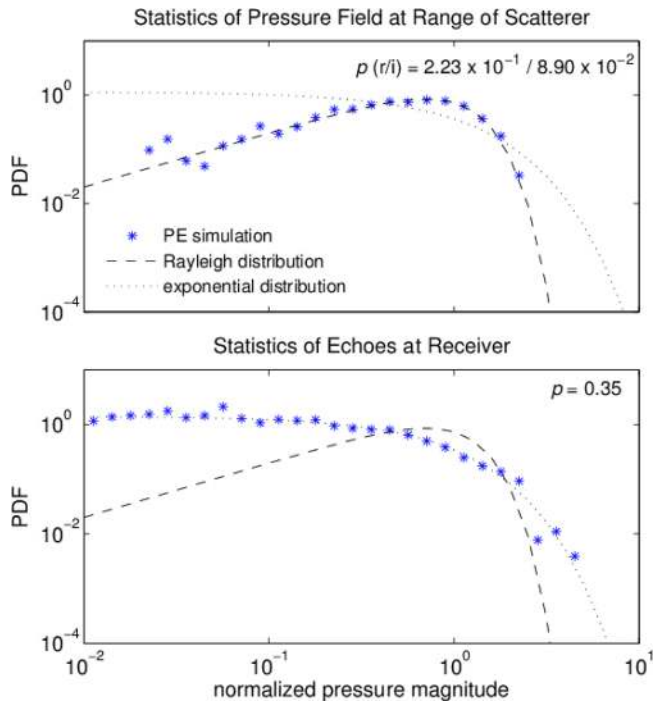 Statistics of Pressure Field at Range of Scatterer
p (r/i) = 2.23 x 10⁻¹ / 8.90 x 10⁻²
10⁰
10⁻²
10⁻⁴
PDF
PE simulation
Rayleigh distribution
exponential distribution
Statistics of Echoes at Receiver
p = 0.35
10⁰
10⁻²
10⁻⁴
PDF
10⁻² 10⁻¹ 10⁰ 10¹
normalized pressure magnitude